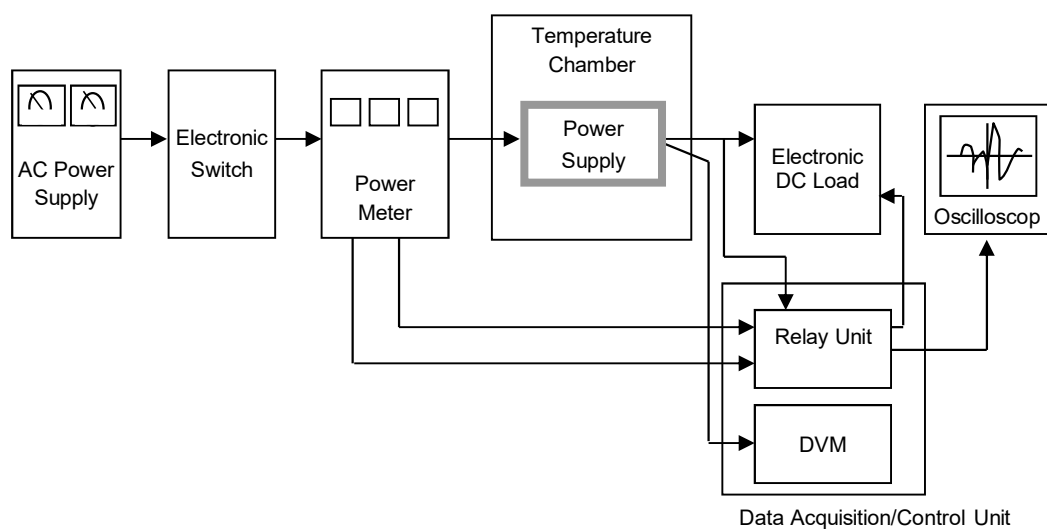 Temperature
Chamber
AC Power
Supply
Electronic
Switch
Power
Meter
Power
Supply
Electronic
DC Load
Oscilloscop
Relay Unit
DVM
Data Acquisition/Control Unit